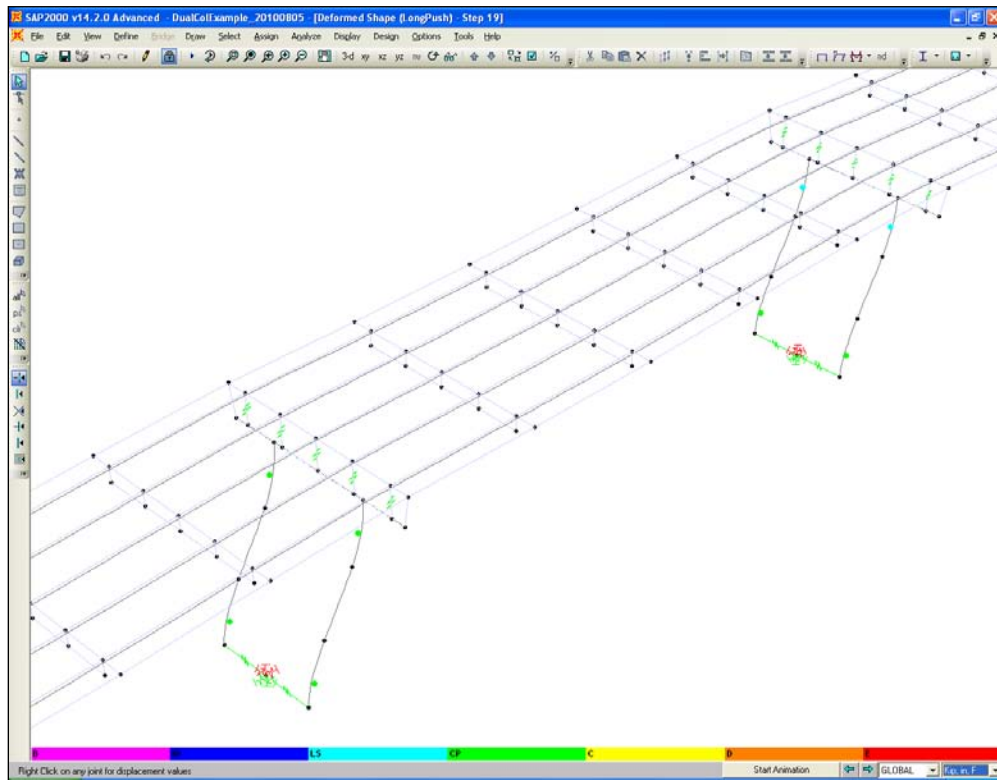 SAP2000 v14.2.0 Advanced - DualColExample_20100805 - [Deformed Shape (LongPush) - Step 19]
File Edit View Define Bridge Draw Select Assign Analyze Display Design Options Tools Help
3-d xy xz yz nv nd
LS CP C D E
Right Click on any joint for displacement values Start Animation GLOBAL Kip, in, F